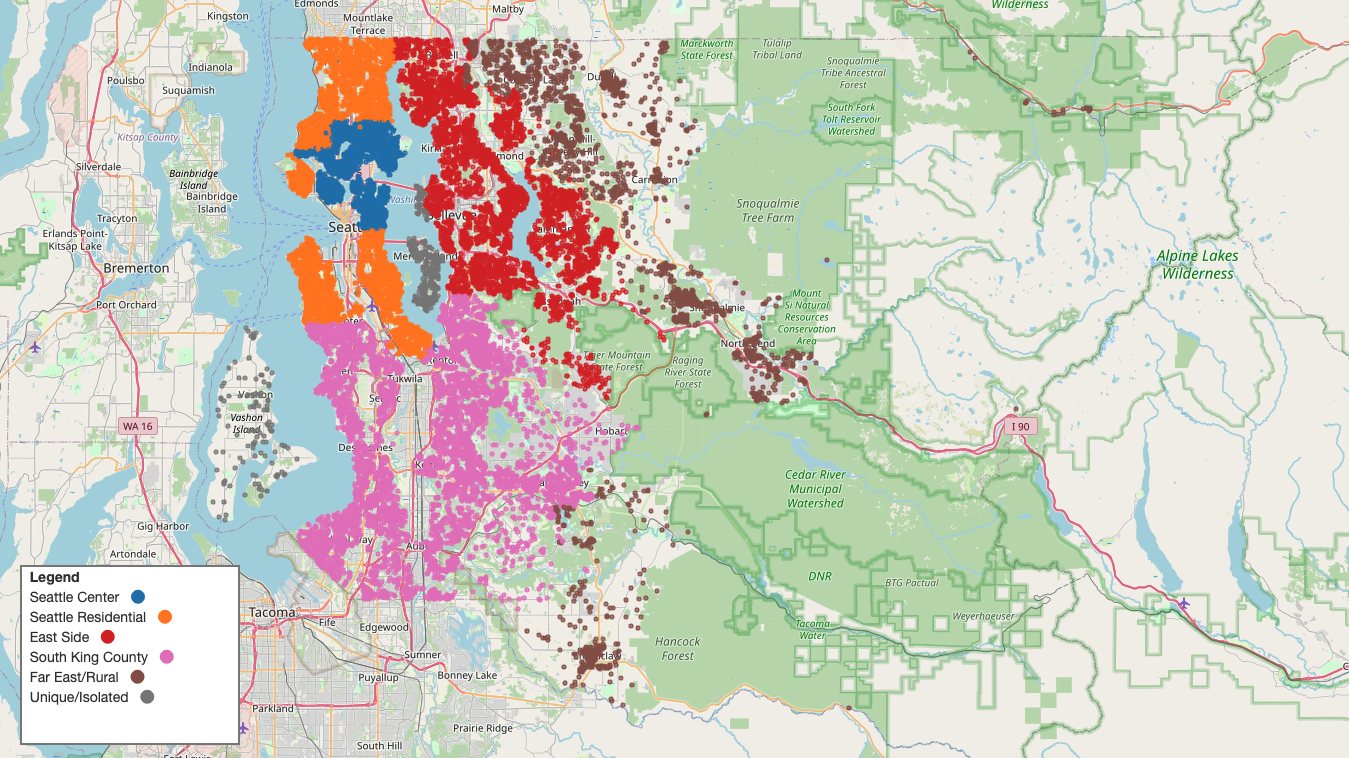 Edmonds
Kingston
Mountlake
Terrace
Maltby
Wilderness
Indianola
Poulsbo
Suquamish
Marckworth
State Forest
Tulalip
Tribal Land
Snoqualmie
Tribe Ancestral
Forest
South Fork
Tolt Reservoir
Watershed
Kitsap County
Silverdale
Bainbridge
Island
Bainbridge
Island
Tracyton
Erlands Point-
Kitsap Lake
Bremerton
Port Orchard
Seatt
Snoqualmie
Tree Farm
Alpine Lakes
Wilderness
Mount
Si Natural
Resources
Conservation
Area
State Forest
Raging
River State
Forest
Tukwila
Vashon
Vashon
Island
WA 16
Hobart
I 90
Cedar River
Municipal
Watershed
Gig Harbor
Artondale
DNR
BTG Pactual
Weyerhaeuser
Tacoma
Water
Hancock
Forest
Tacoma
Fife
Edgewood
Sumner
Puyallup
Bonney Lake
Parkland
Prairie Ridge
South Hill
Legend
Seattle Center
Seattle Residential
East Side
South King County
Far East/Rural
Unique/Isolated